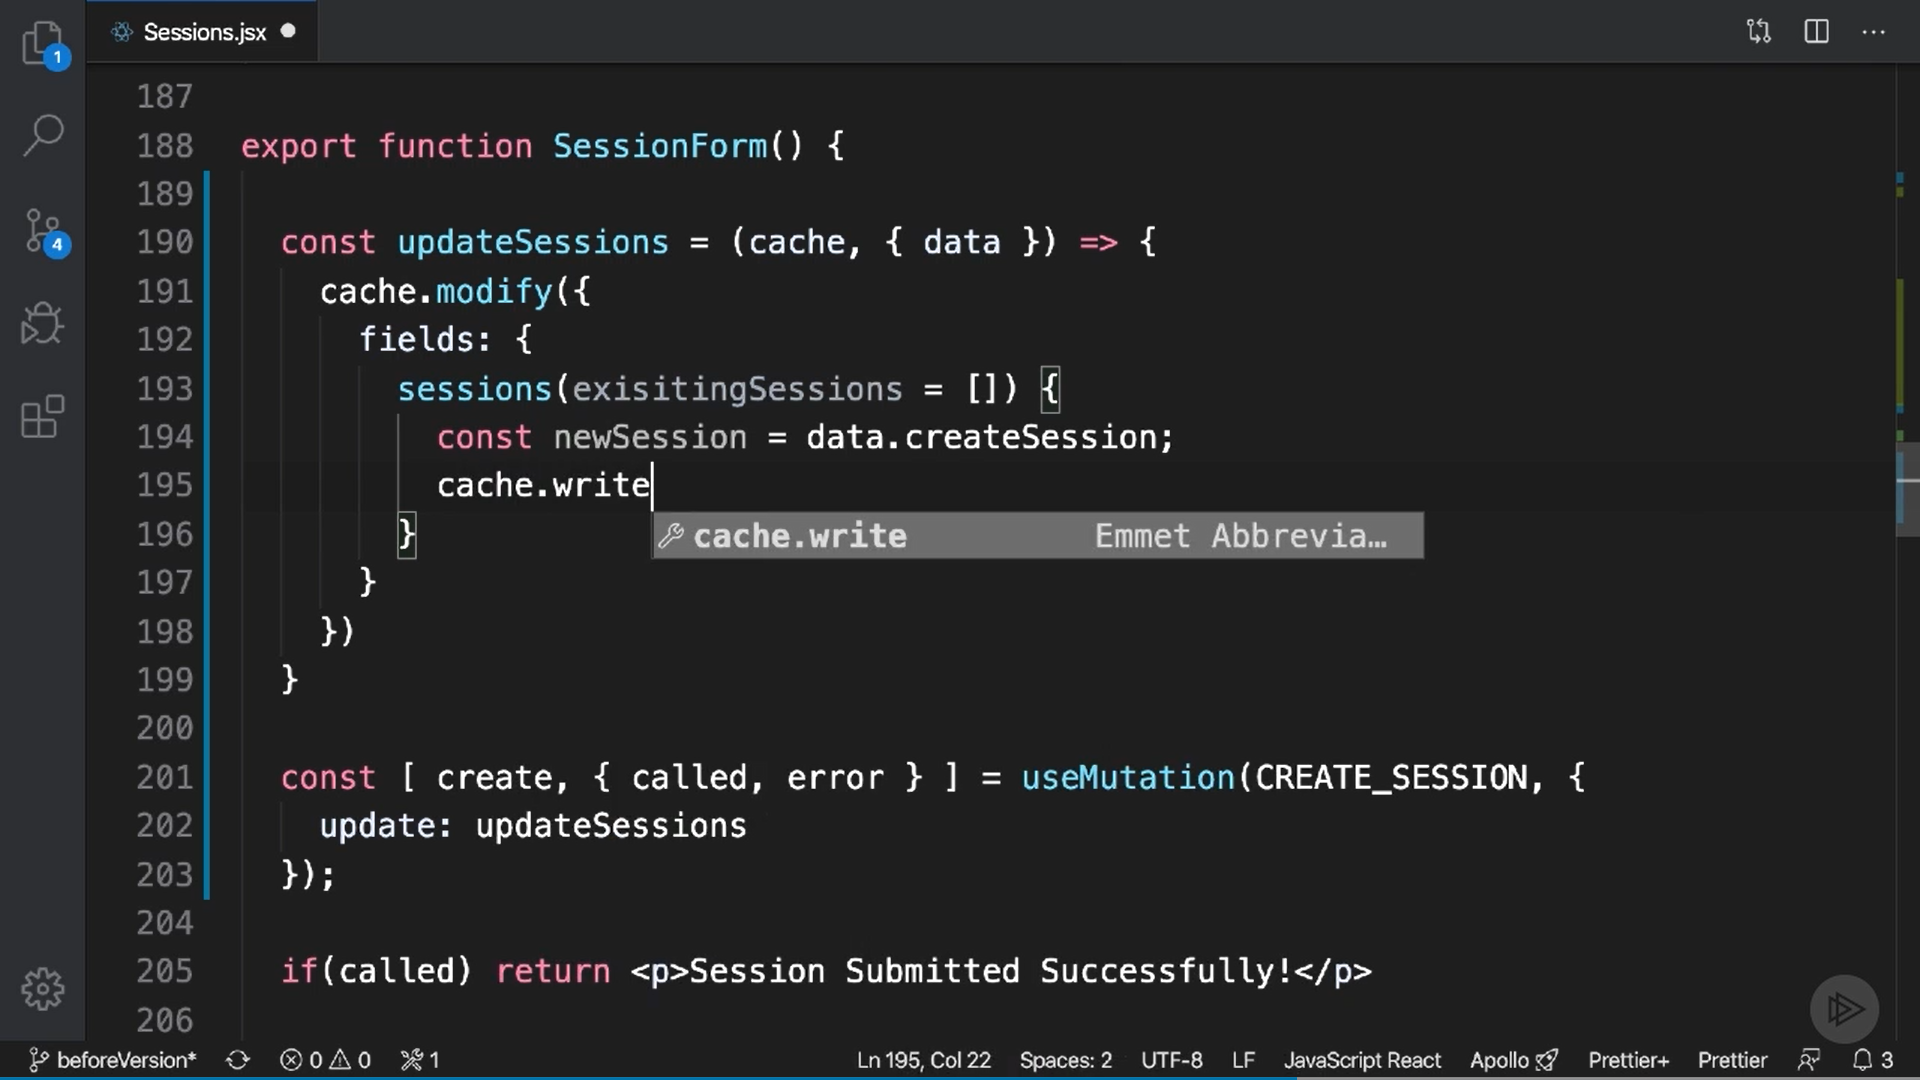 1
Sessions.jsx
187
188 export function SessionForm() {
189
190 const updateSessions = (cache, { data }) => {
191 cache.modify({
192 fields: {
193 sessions(exisitingSessions = []) {
194 const newSession = data.createSession;
195 cache.write
cache.write Emmet Abbrevia…
196 }
197 }
198 })
199 }
200
201 const [ create, { called, error } ] = useMutation(CREATE_SESSION, {
202 update: updateSessions
203 });
204
205 if(called) return <p>Session Submitted Successfully!</p>
206
4
beforeVersion* 0 0 1 Ln 195, Col 22 Spaces: 2 UTF-8 LF JavaScript React Apollo Prettier+ Prettier 3